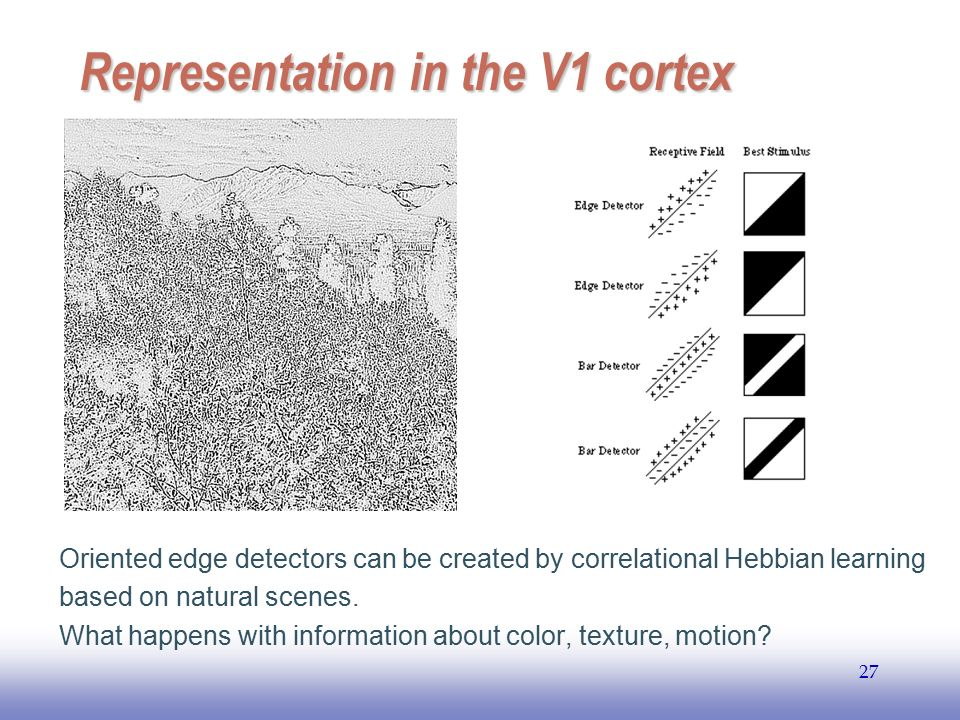 Representation in the V1 cortex
Receptive Field Best Stimulus
Edge Detector
Edge Detector
Bar Detector
Bar Detector
Oriented edge detectors can be created by correlational Hebbian learning
based on natural scenes.
What happens with information about color, texture, motion?
27